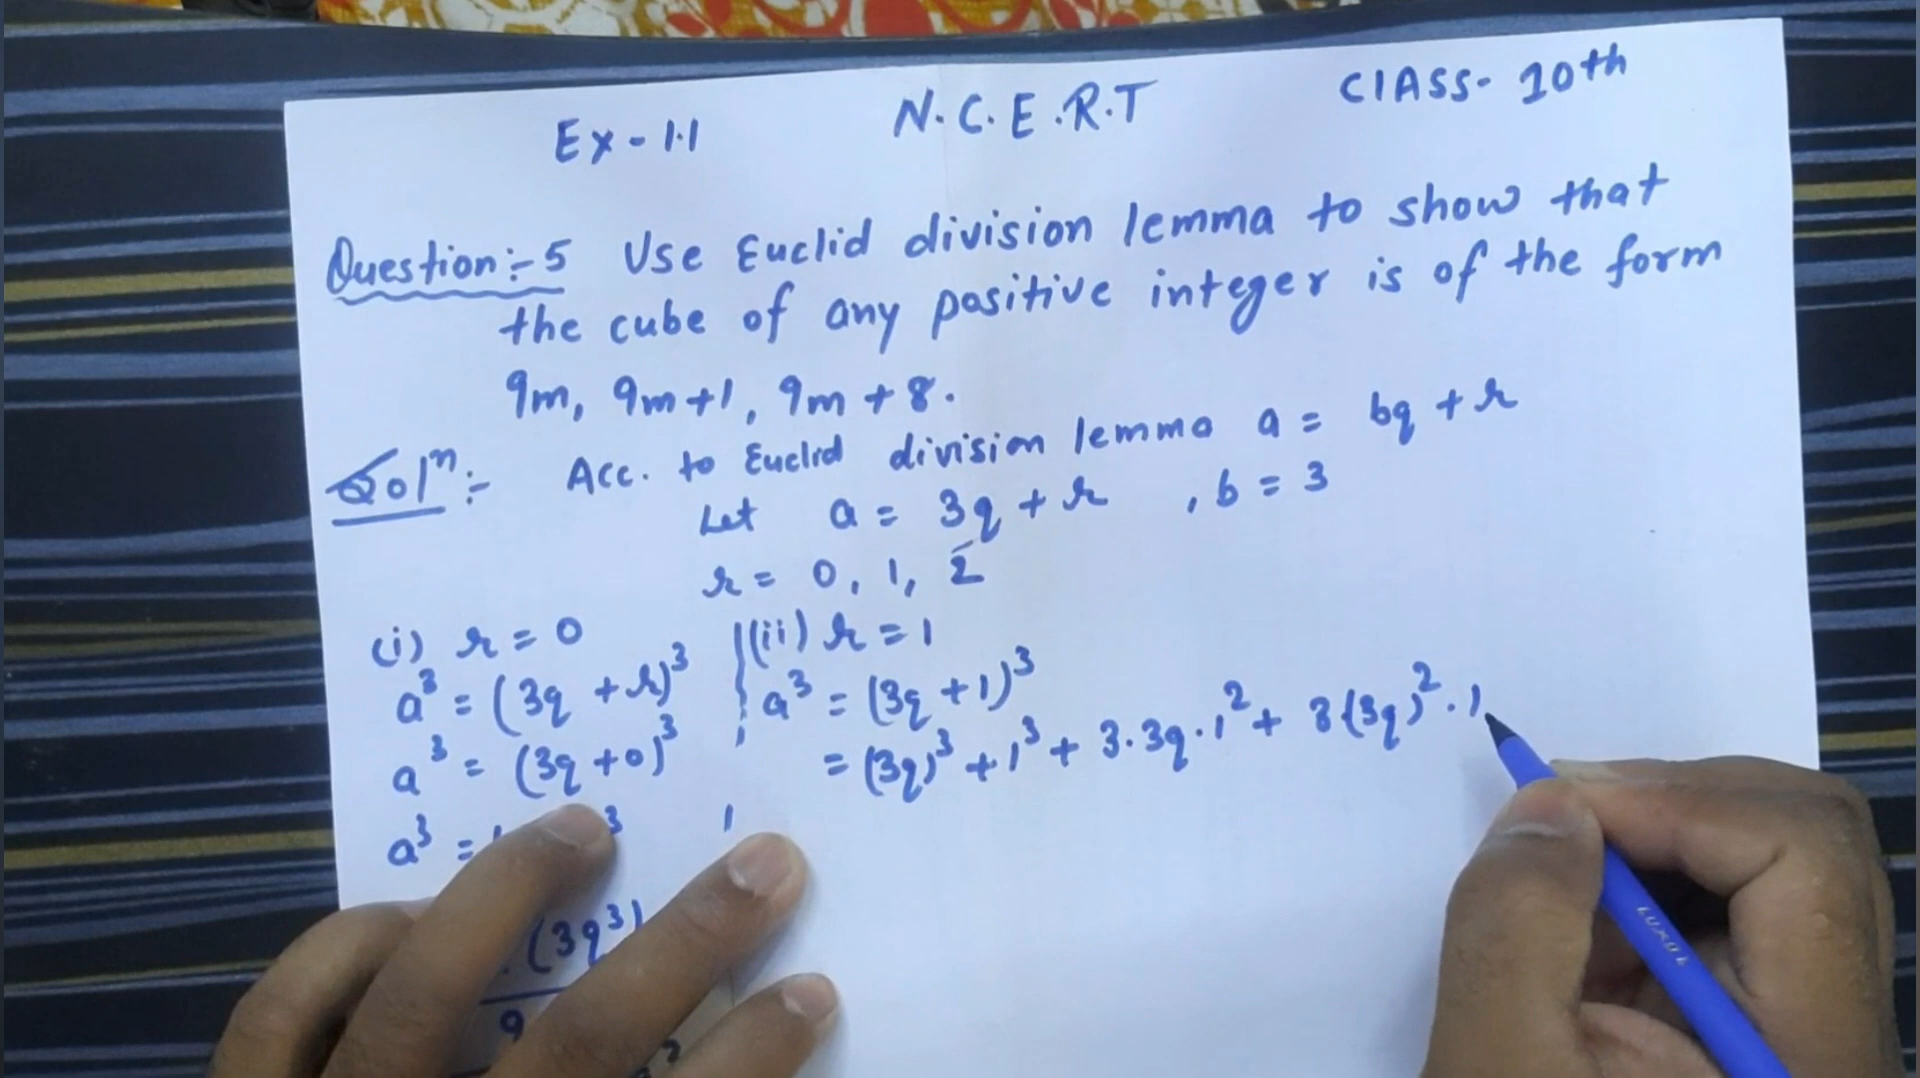 Ex-1.1 N.C.E.R.T CLASS- 10th
Question:-5 Use Euclid division lemma to show that
the cube of any positive integer is of the form
9m, 9m+1, 9m+8.
Solⁿ:- Acc. to Euclid division lemma a = bq + r
Let a = 3q + r , b = 3
r = 0, 1, 2
(i) r = 0
a³ = (3q + r)³
a³ = (3q + 0)³
a³ =
(3q³)
9
(ii) r = 1
a³ = (3q + 1)³
= (3q)³ + 1³ + 3.3q.1² + 3(3q)².1
LUXOR